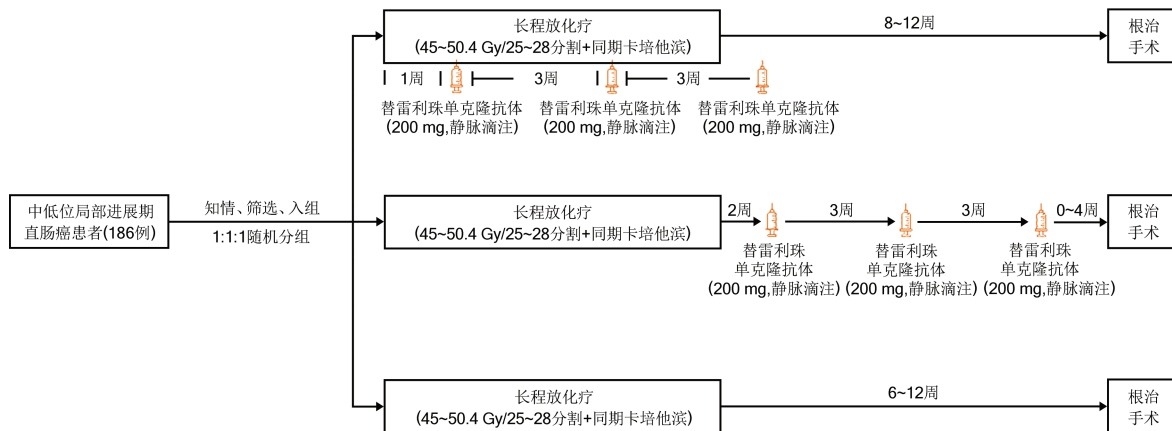 长程放化疗
(45~50.4 Gy/25~28分割+同期卡培他滨)
8~12周
根治
手术
1周
3周
3周
替雷利珠单克隆抗体
(200 mg,静脉滴注)
替雷利珠单克隆抗体
(200 mg,静脉滴注)
替雷利珠单克隆抗体
(200 mg,静脉滴注)
中低位局部进展期
直肠癌患者(186例)
知情、筛选、入组
1:1:1随机分组
长程放化疗
(45~50.4 Gy/25~28分割+同期卡培他滨)
2周
3周
3周
0~4周
根治
手术
替雷利珠
单克隆抗体
(200 mg,静脉滴注)
替雷利珠
单克隆抗体
(200 mg,静脉滴注)
替雷利珠
单克隆抗体
(200 mg,静脉滴注)
长程放化疗
(45~50.4 Gy/25~28分割+同期卡培他滨)
6~12周
根治
手术